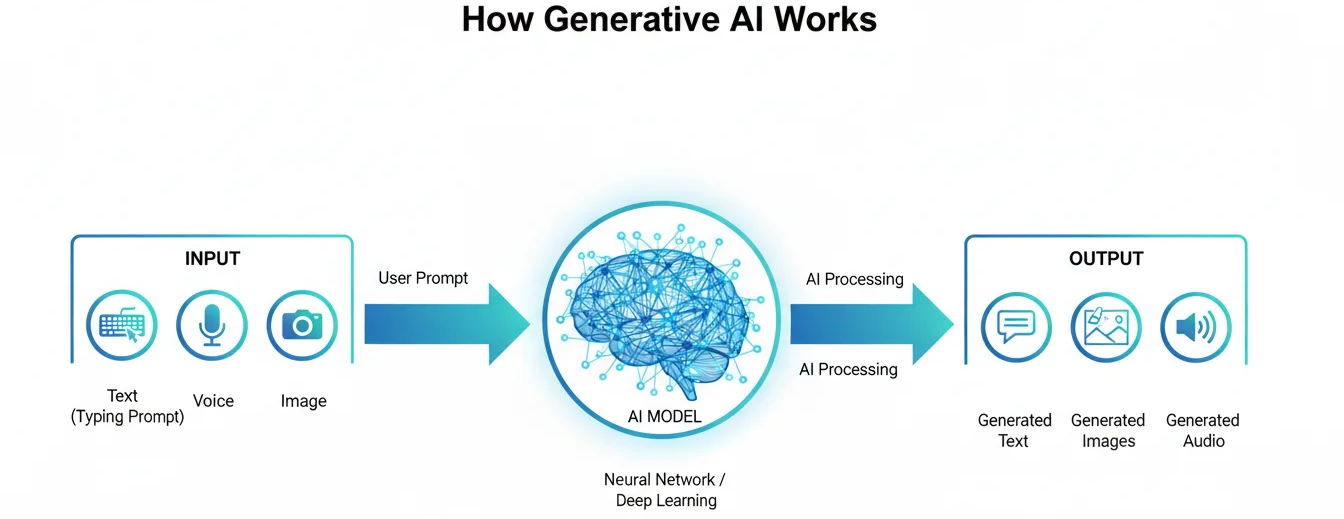 How Generative AI Works
INPUT
Text
(Typing Prompt)
Voice
Image
User Prompt
AI MODEL
Neural Network /
Deep Learning
AI Processing
AI Processing
OUTPUT
Generated
Text
Generated
Images
Generated
Audio